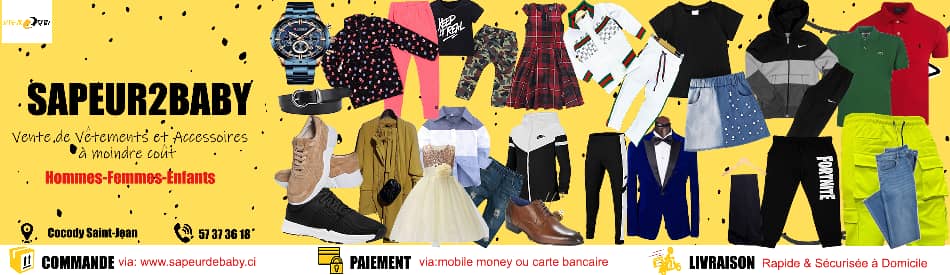 SAPEUR2BABY
Vente de Vêtements et Accessoires
à moindre coût
Hommes-Femmes-Enfants
Cocody Saint-Jean
57 37 36 18
KEEP
REAL
FORTNITE
COMMANDE via: www.sapeurdebaby.ci
PAIEMENT via:mobile money ou carte bancaire
LIVRAISON Rapide & Sécurisée à Domicile